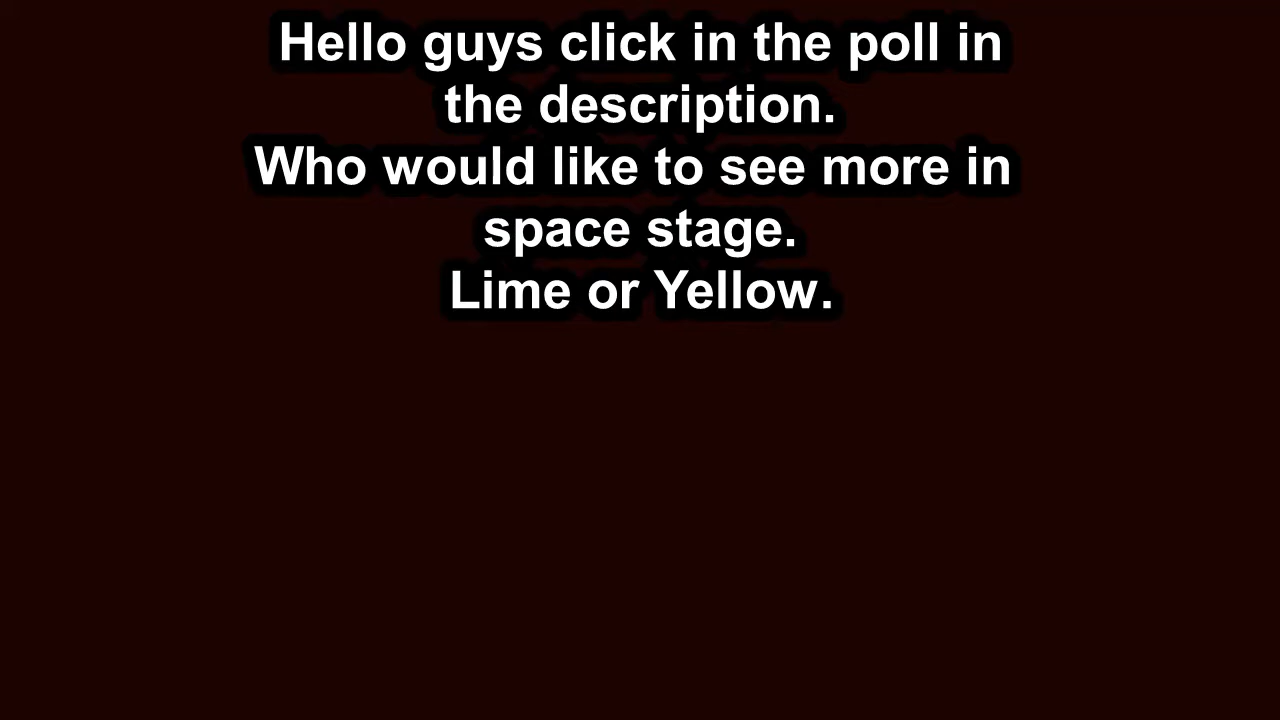 Hello guys click in the poll in
the description.
Who would like to see more in
space stage.
Lime or Yellow.